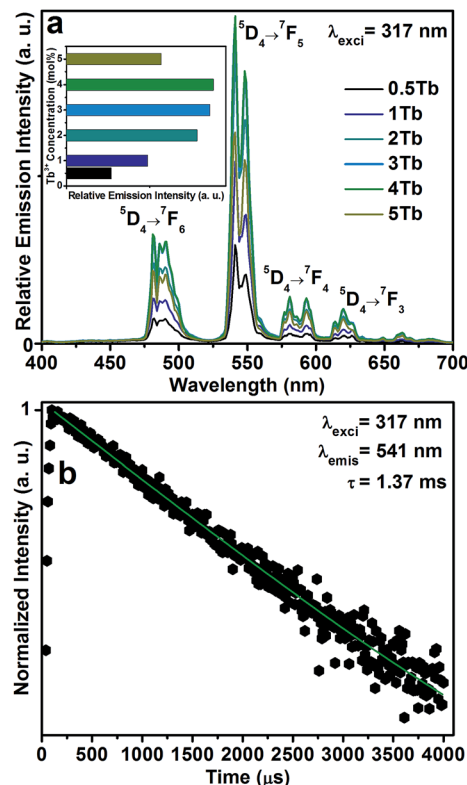 a
⁵D₄→⁷F₅
λexci = 317 nm
0.5Tb
1Tb
2Tb
3Tb
4Tb
5Tb
Tb³⁺ Concentration (mol%)
5
4
3
2
1
0
Relative Emission Intensity (a. u.)
⁵D₄→⁷F₆
⁵D₄→⁷F₄
⁵D₄→⁷F₃
Relative Emission Intensity (a. u.)
0
400 450 500 550 600 650 700
Wavelength (nm)
1
b
λexci = 317 nm
λemis = 541 nm
τ = 1.37 ms
Normalized Intensity (a. u.)
0 500 1000 1500 2000 2500 3000 3500 4000
Time (μs)